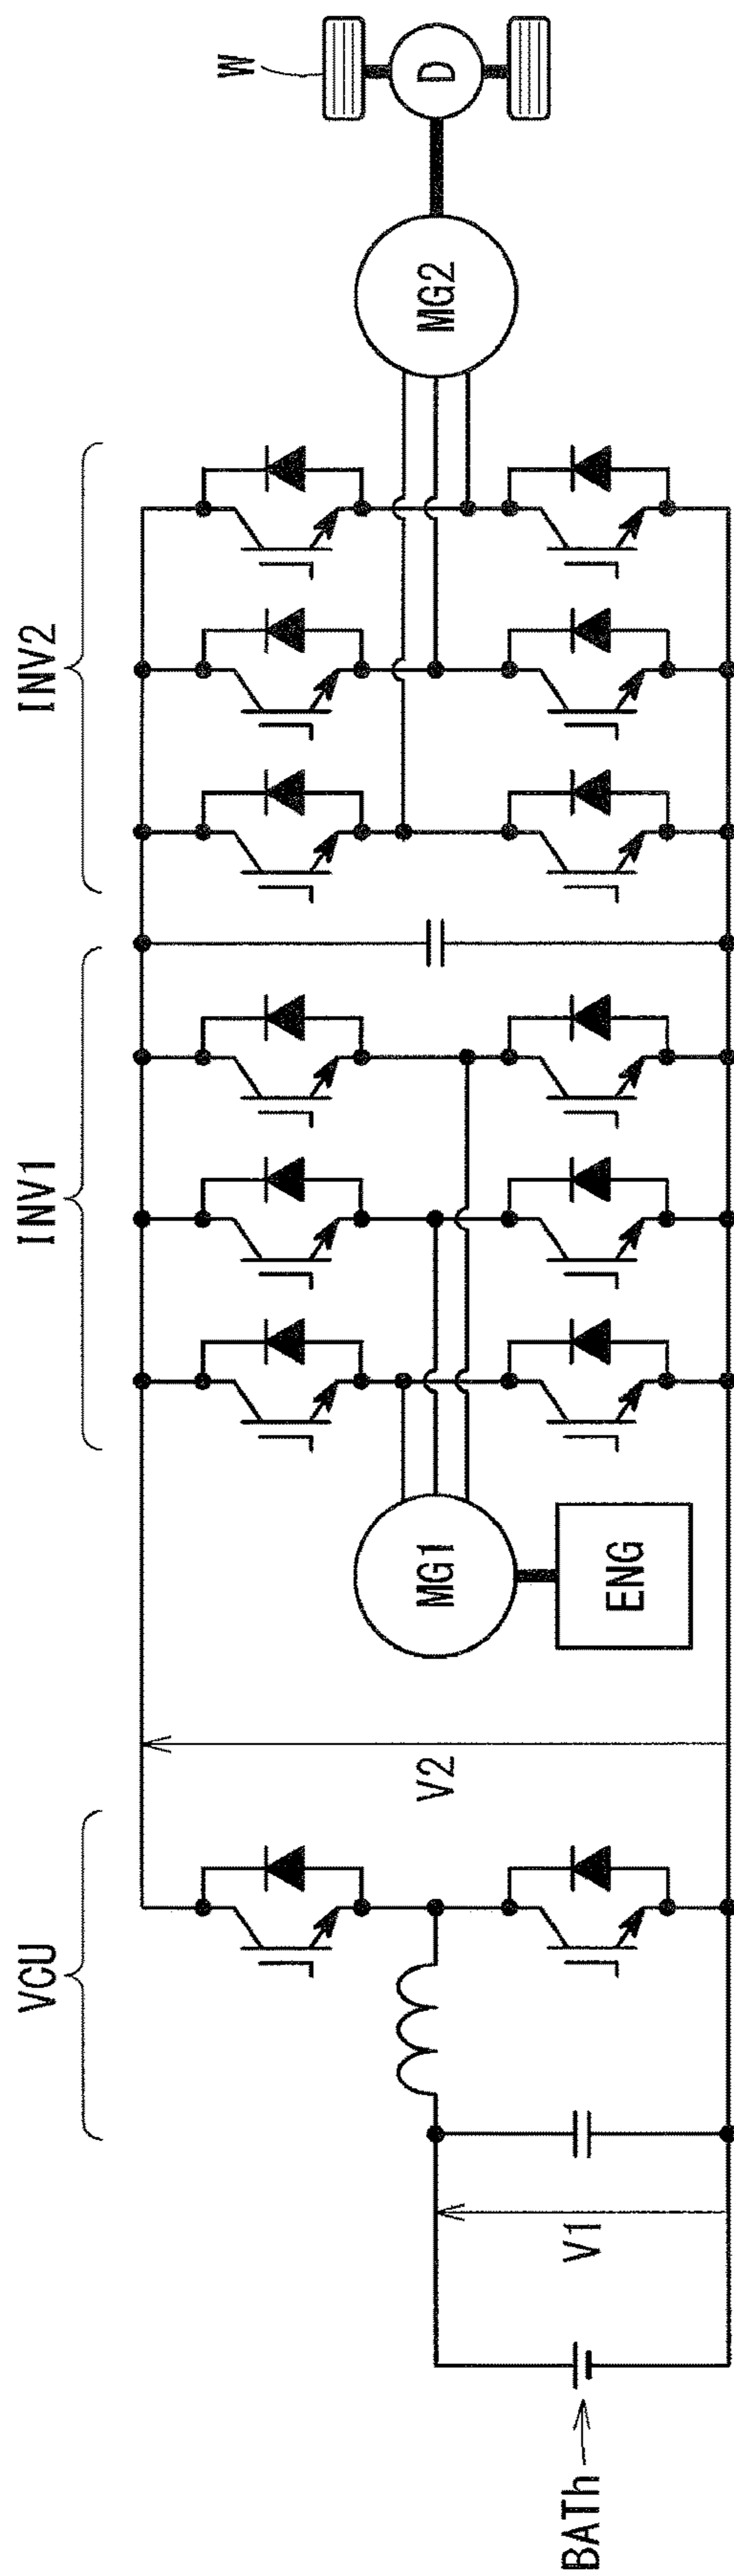 VCU
INV1
INV2
W
D
MG2
MG1
ENG
V2
V1
BATh